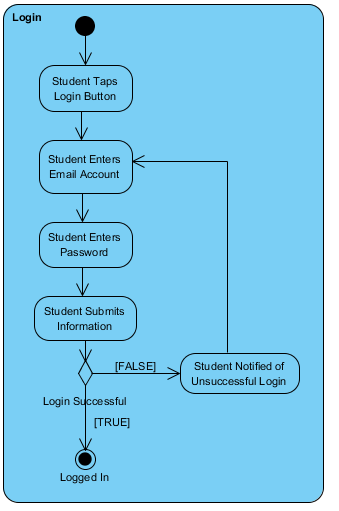 Login
Student Taps
Login Button
Student Enters
Email Account
Student Enters
Password
Student Submits
Information
[FALSE]
Student Notified of
Unsuccessful Login
Login Successful
[TRUE]
Logged In